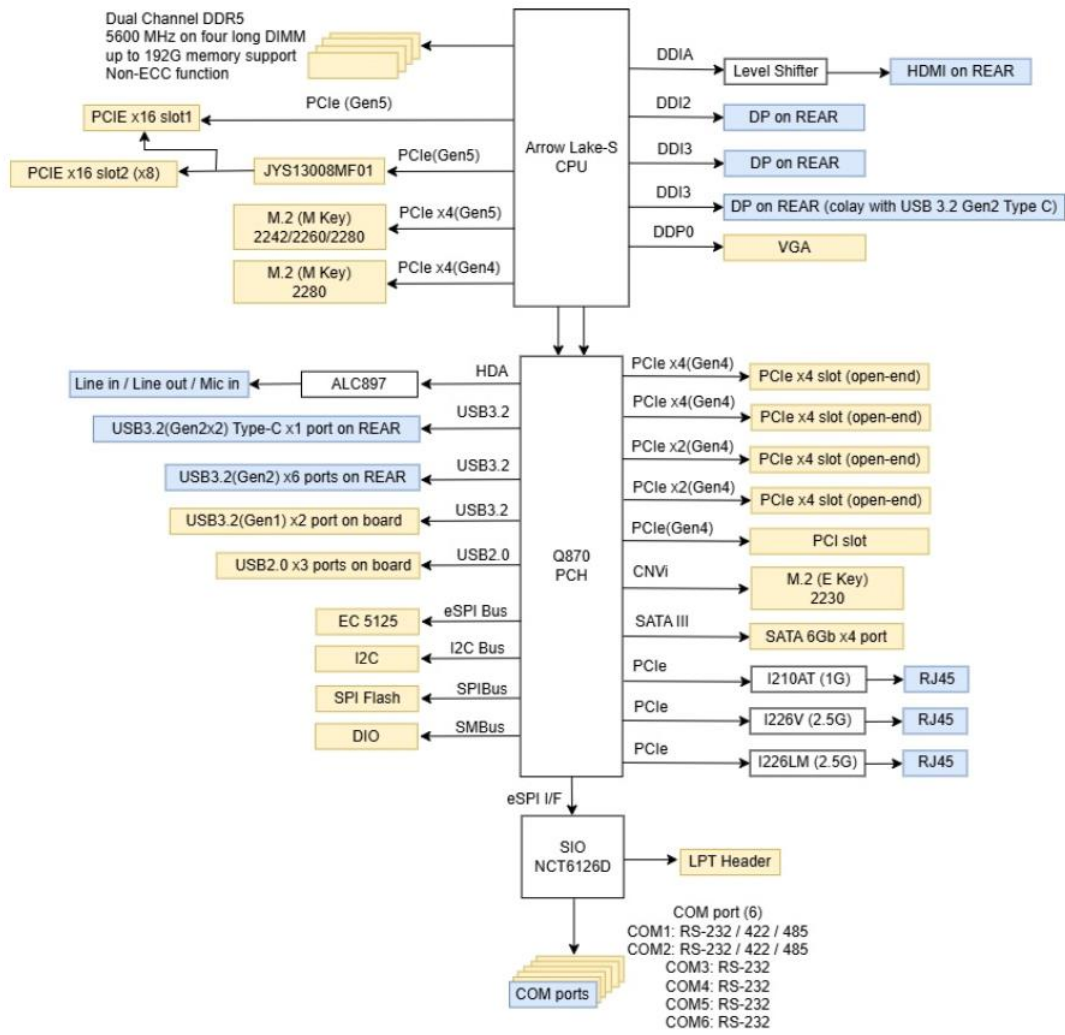 Dual Channel DDR5
5600 MHz on four long DIMM
up to 192G memory support
Non-ECC function
PCIe (Gen5)
PCIE x16 slot1
PCIe(Gen5)
JYS13008MF01
PCIE x16 slot2 (x8)
PCIe x4(Gen5)
M.2 (M Key)
2242/2260/2280
PCIe x4(Gen4)
M.2 (M Key)
2280
Arrow Lake-S
CPU
DDIA
Level Shifter
HDMI on REAR
DDI2
DP on REAR
DDI3
DP on REAR
DDI3
DP on REAR (colay with USB 3.2 Gen2 Type C)
DDP0
VGA
HDA
ALC897
Line in / Line out / Mic in
USB3.2
USB3.2(Gen2x2) Type-C x1 port on REAR
USB3.2
USB3.2(Gen2) x6 ports on REAR
USB3.2
USB3.2(Gen1) x2 port on board
USB2.0
USB2.0 x3 ports on board
eSPI Bus
EC 5125
I2C Bus
I2C
SPIBus
SPI Flash
SMBus
DIO
Q870
PCH
PCIe x4(Gen4)
PCIe x4 slot (open-end)
PCIe x4(Gen4)
PCIe x4 slot (open-end)
PCIe x2(Gen4)
PCIe x4 slot (open-end)
PCIe x2(Gen4)
PCIe x4 slot (open-end)
PCIe(Gen4)
PCI slot
CNVi
M.2 (E Key)
2230
SATA III
SATA 6Gb x4 port
PCIe
I210AT (1G)
RJ45
PCIe
I226V (2.5G)
RJ45
PCIe
I226LM (2.5G)
RJ45
eSPI I/F
SIO
NCT6126D
LPT Header
COM ports
COM port (6)
COM1: RS-232 / 422 / 485
COM2: RS-232 / 422 / 485
COM3: RS-232
COM4: RS-232
COM5: RS-232
COM6: RS-232